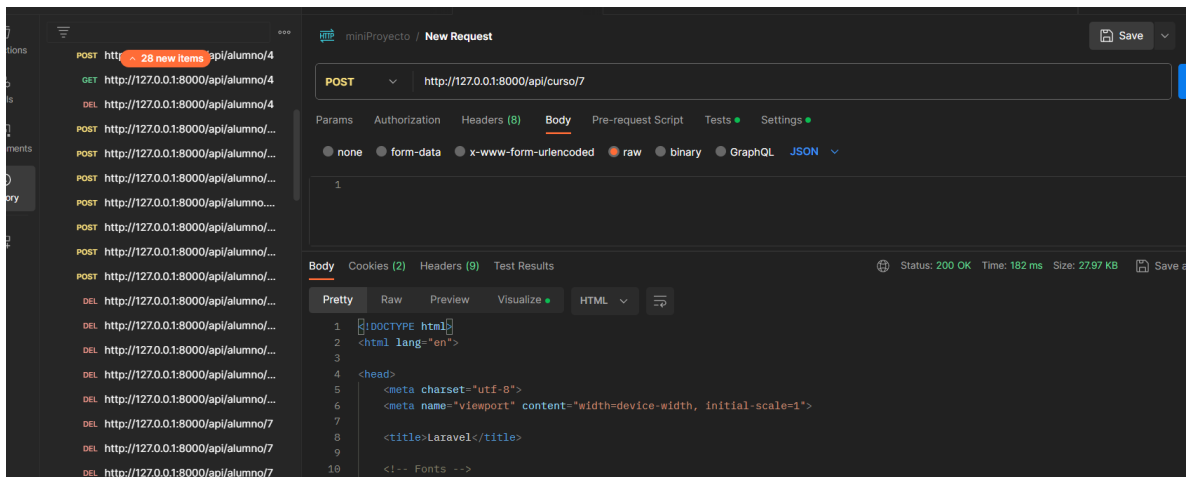 tions
ls
ments
ory
28 new items
POST http api/alumno/4
GET http://127.0.0.1:8000/api/alumno/4
DEL http://127.0.0.1:8000/api/alumno/4
POST http://127.0.0.1:8000/api/alumno/...
POST http://127.0.0.1:8000/api/alumno/...
POST http://127.0.0.1:8000/api/alumno/...
POST http://127.0.0.1:8000/api/alumno....
POST http://127.0.0.1:8000/api/alumno/...
POST http://127.0.0.1:8000/api/alumno/...
POST http://127.0.0.1:8000/api/alumno/...
DEL http://127.0.0.1:8000/api/alumno/...
DEL http://127.0.0.1:8000/api/alumno/...
DEL http://127.0.0.1:8000/api/alumno/...
DEL http://127.0.0.1:8000/api/alumno/...
DEL http://127.0.0.1:8000/api/alumno/...
DEL http://127.0.0.1:8000/api/alumno/7
DEL http://127.0.0.1:8000/api/alumno/7
DEL http://127.0.0.1:8000/api/alumno/7
HTTP miniProyecto / New Request
Save
POST http://127.0.0.1:8000/api/curso/7
Params Authorization Headers (8) Body Pre-request Script Tests Settings
none form-data x-www-form-urlencoded raw binary GraphQL JSON
1
Body Cookies (2) Headers (9) Test Results Status: 200 OK Time: 182 ms Size: 27.97 KB Save a
Pretty Raw Preview Visualize HTML
1 <!DOCTYPE html>
2 <html lang="en">
3
4 <head>
5 <meta charset="utf-8">
6 <meta name="viewport" content="width=device-width, initial-scale=1">
7
8 <title>Laravel</title>
9
10 <!-- Fonts -->